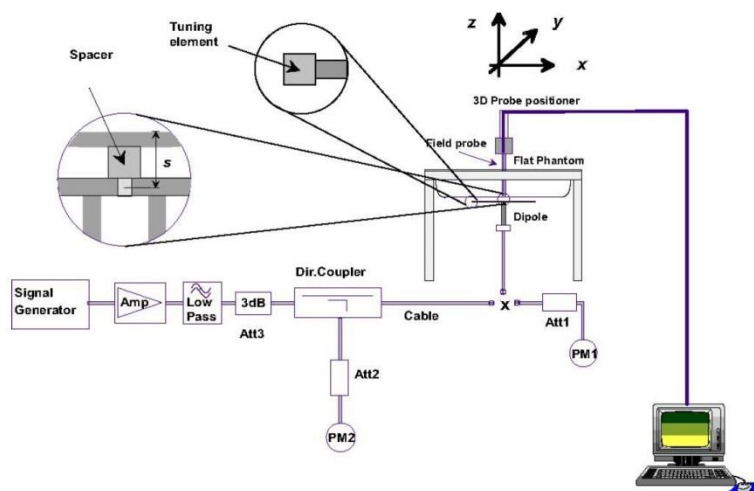 Tuning
element
Spacer
s
z
y
x
3D Probe positioner
Field probe
Flat Phantom
Dipole
Dir.Coupler
Signal
Generator
Amp
Low
Pass
3dB
Att3
Cable
x
Att1
PM1
Att2
PM2